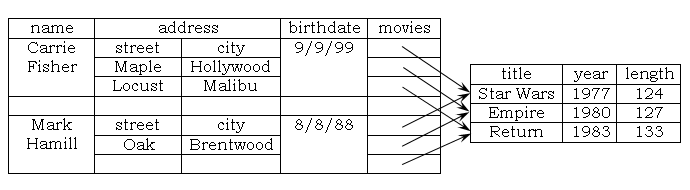 name address birthdate movies
Carrie Fisher street city 9/9/99
Maple Hollywood
Locust Malibu
Mark Hamill street city 8/8/88
Oak Brentwood
title year length
Star Wars 1977 124
Empire 1980 127
Return 1983 133